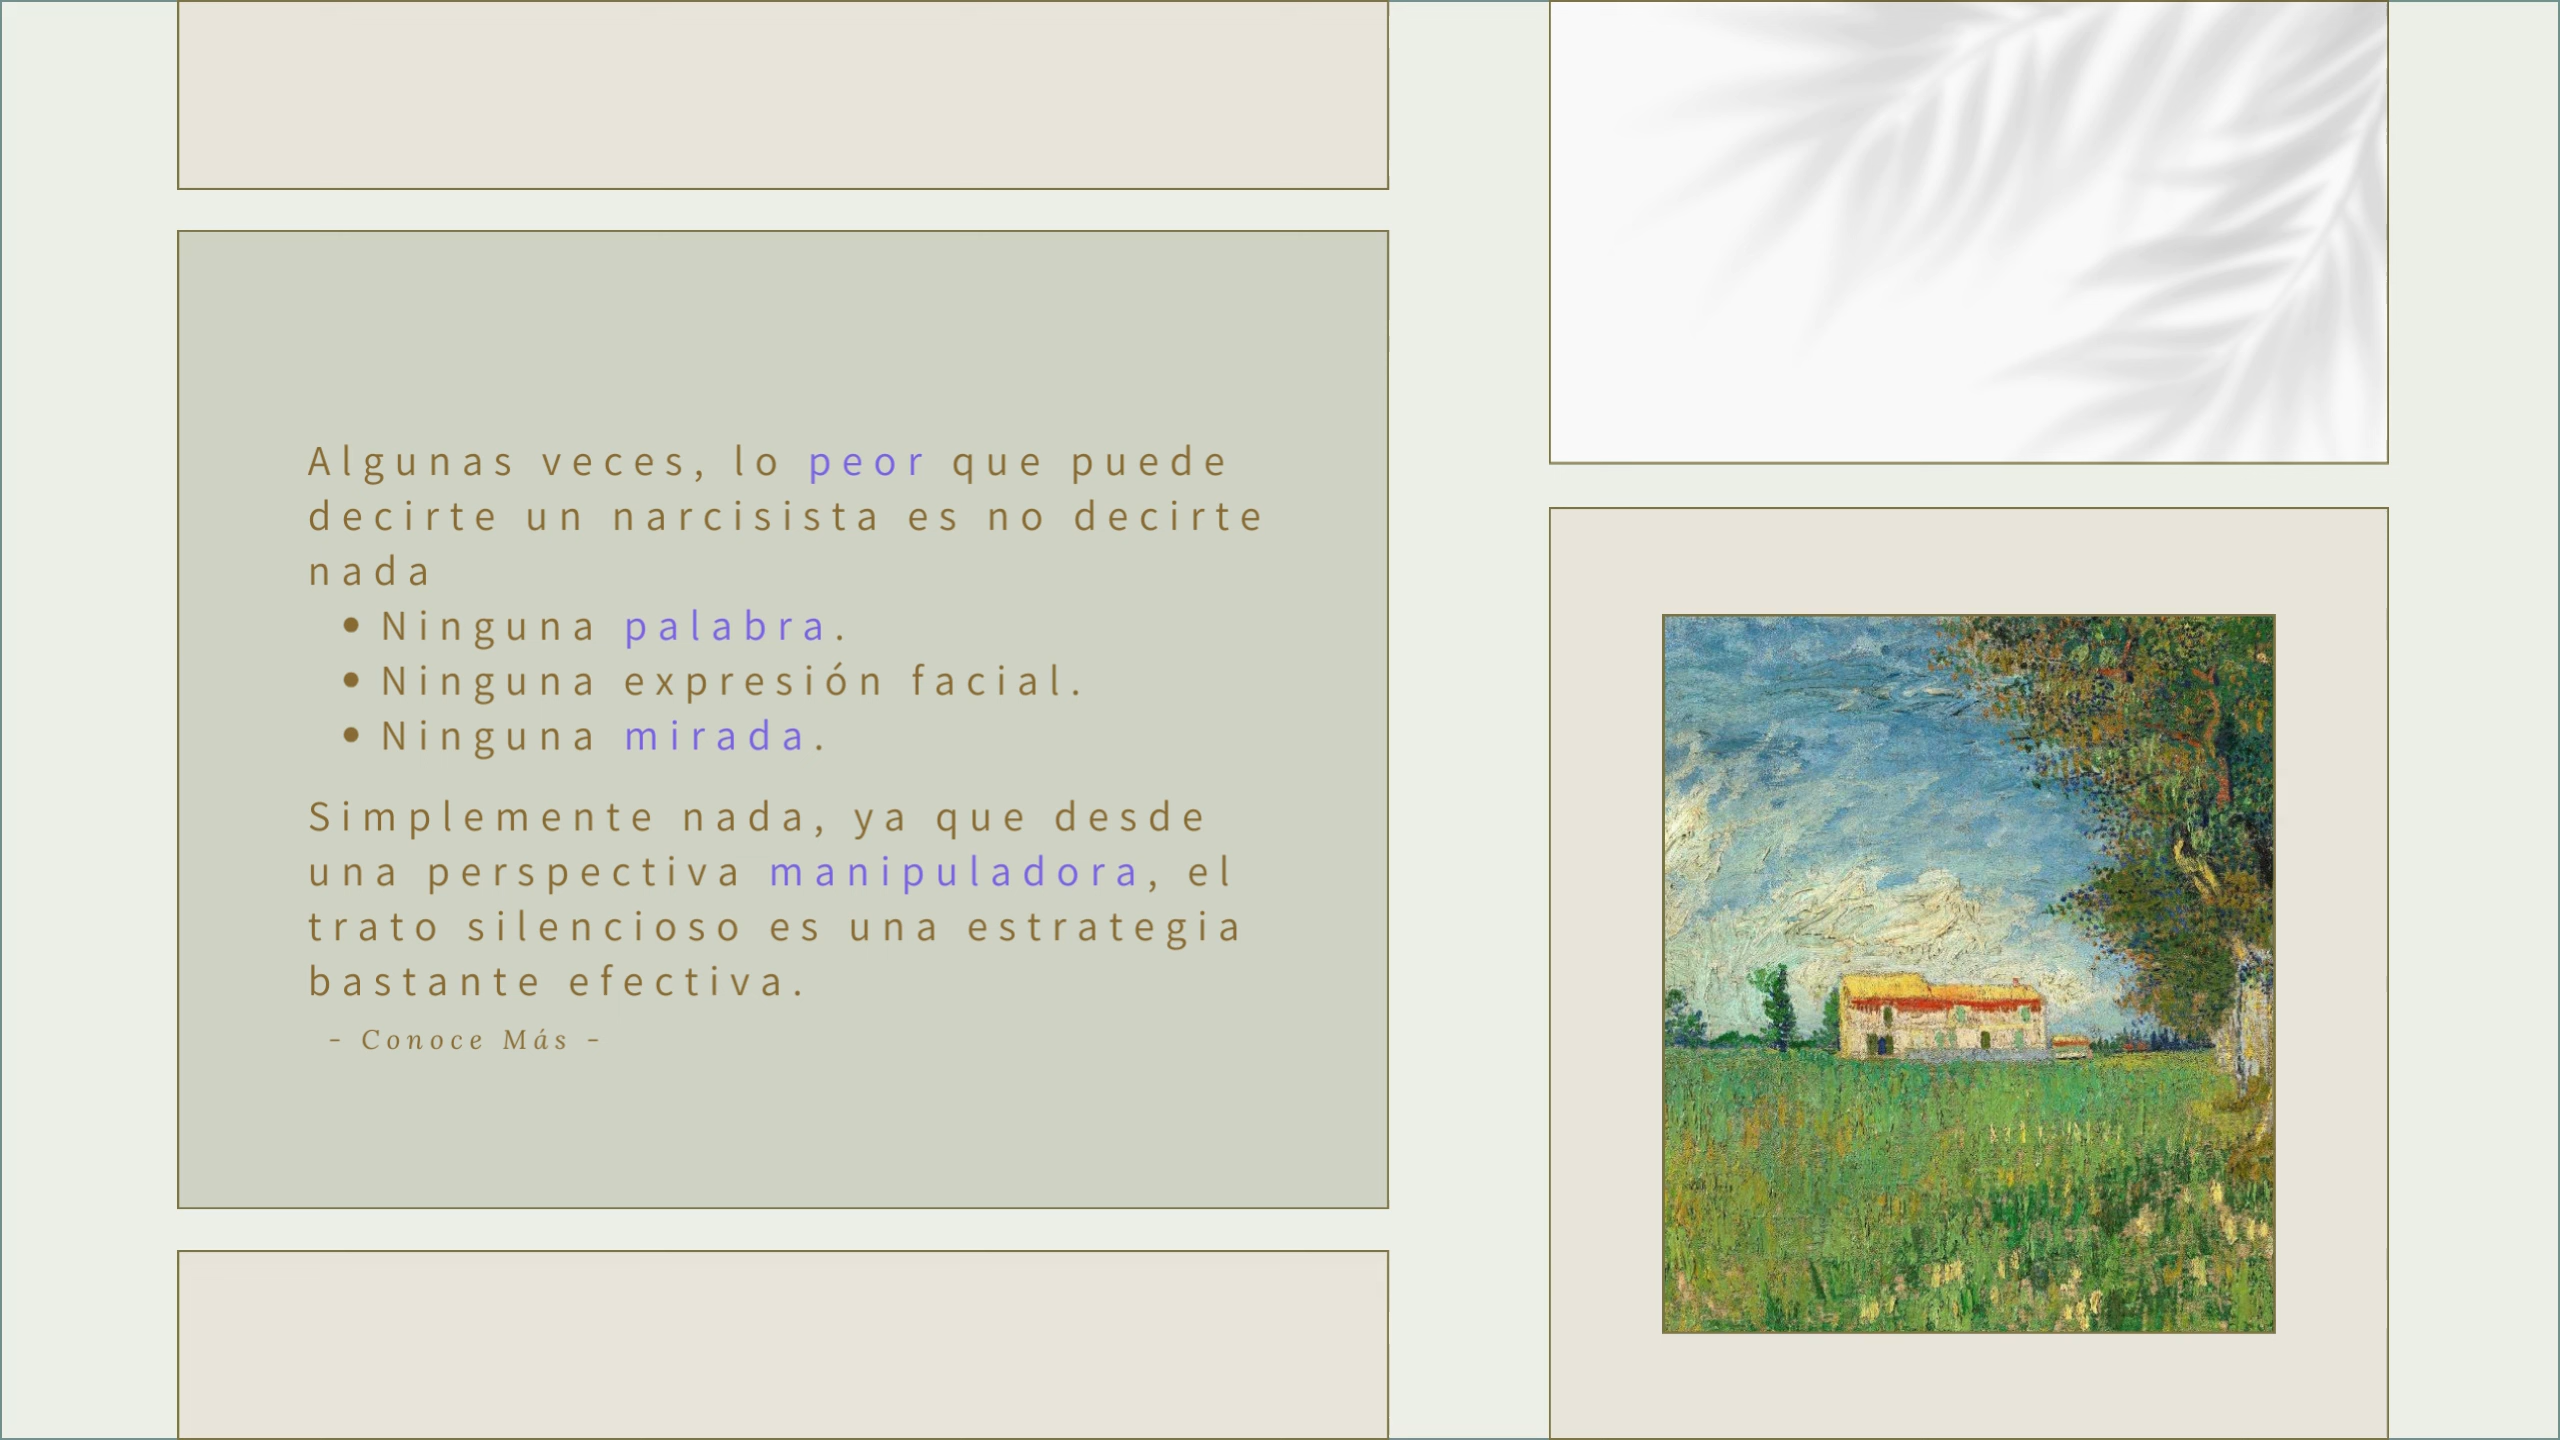 Algunas veces, lo peor que puede
decirte un narcisista es no decirte
nada
• Ninguna palabra.
• Ninguna expresión facial.
• Ninguna mirada.
Simplemente nada, ya que desde
una perspectiva manipuladora, el
trato silencioso es una estrategia
bastante efectiva.
- Conoce Más -